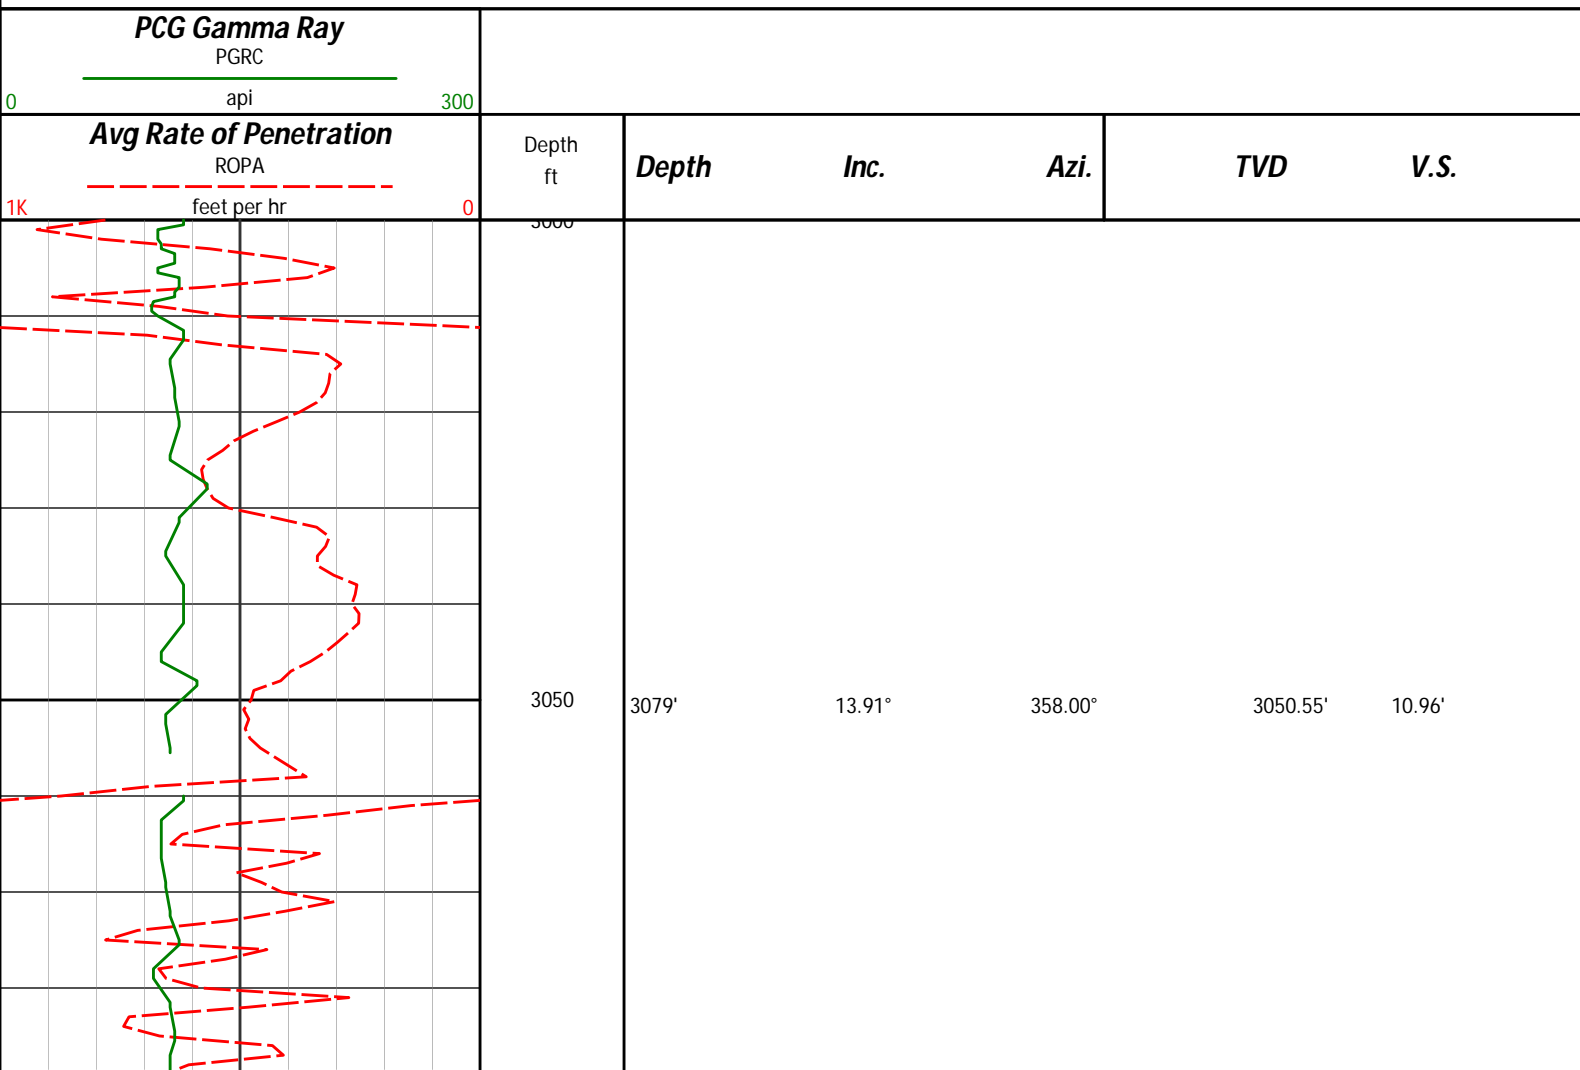 PCG Gamma Ray
PGRC
0 api 300
Avg Rate of Penetration
ROPA
1K feet per hr 0
Depth
ft
Depth Inc. Azi. TVD V.S.
3000
3050 3079' 13.91° 358.00° 3050.55' 10.96'